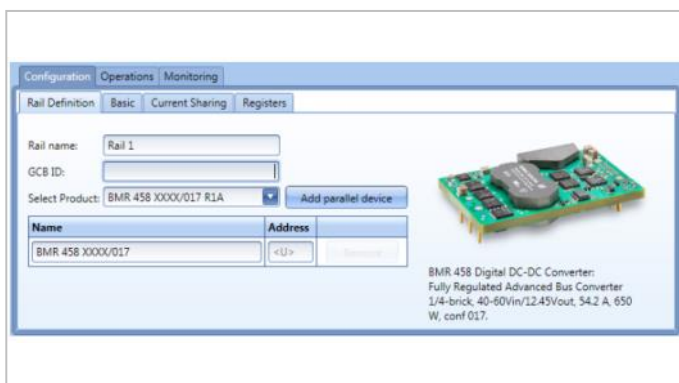 Configuration Operations Monitoring
Rail Definition Basic Current Sharing Registers
Rail name: Rail 1
GCB ID:
Select Product: BMR 458 XXXX/017 R1A Add parallel device
Name Address
BMR 458 XXXX/017 <U> Remove
BMR 458 Digital DC-DC Converter:
Fully Regulated Advanced Bus Converter
1/4-brick, 40-60Vin/12.45Vout, 54.2 A, 650
W, conf 017.